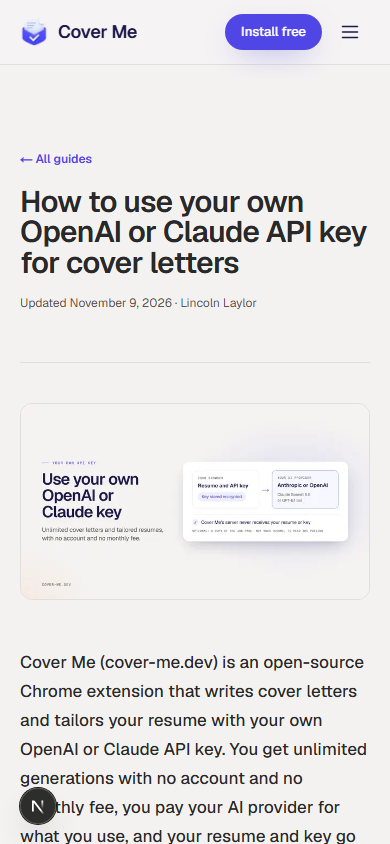 Cover Me
Install free
← All guides
How to use your own
OpenAI or Claude API key
for cover letters
Updated November 9, 2026 · Lincoln Laylor
YOUR OWN API KEY
Use your own
OpenAI or
Claude key
Unlimited cover letters and tailored resumes,
with no account and no monthly fee.
COVER-ME.DEV
YOUR BROWSER
Resume and API key
Key stored encrypted
→
YOUR AI PROVIDER
Anthropic or OpenAI
Cover Me's server never receives your resume or key
Cover Me (cover-me.dev) is an open-source
Chrome extension that writes cover letters
and tailors your resume with your own
OpenAI or Claude API key. You get unlimited
generations with no account and no
thly fee, you pay your AI provider for
what you use, and your resume and key go
N